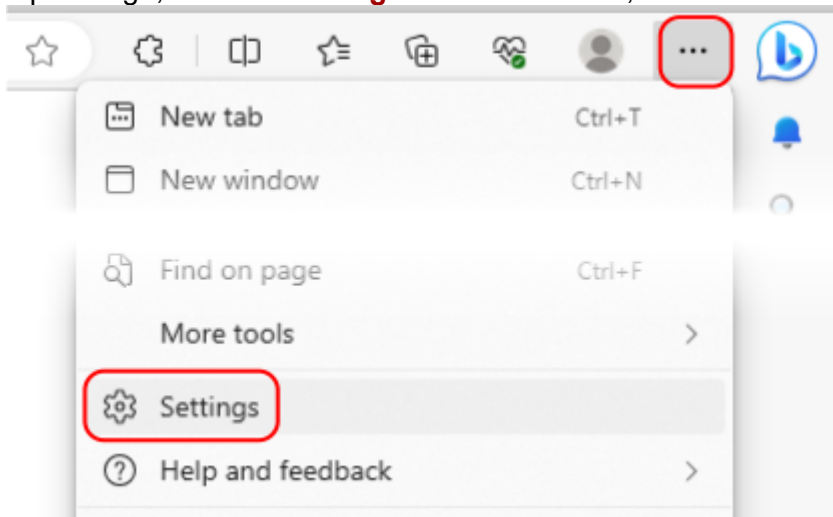 New tab Ctrl+T
New window Ctrl+N
Find on page Ctrl+F
More tools
Settings
Help and feedback